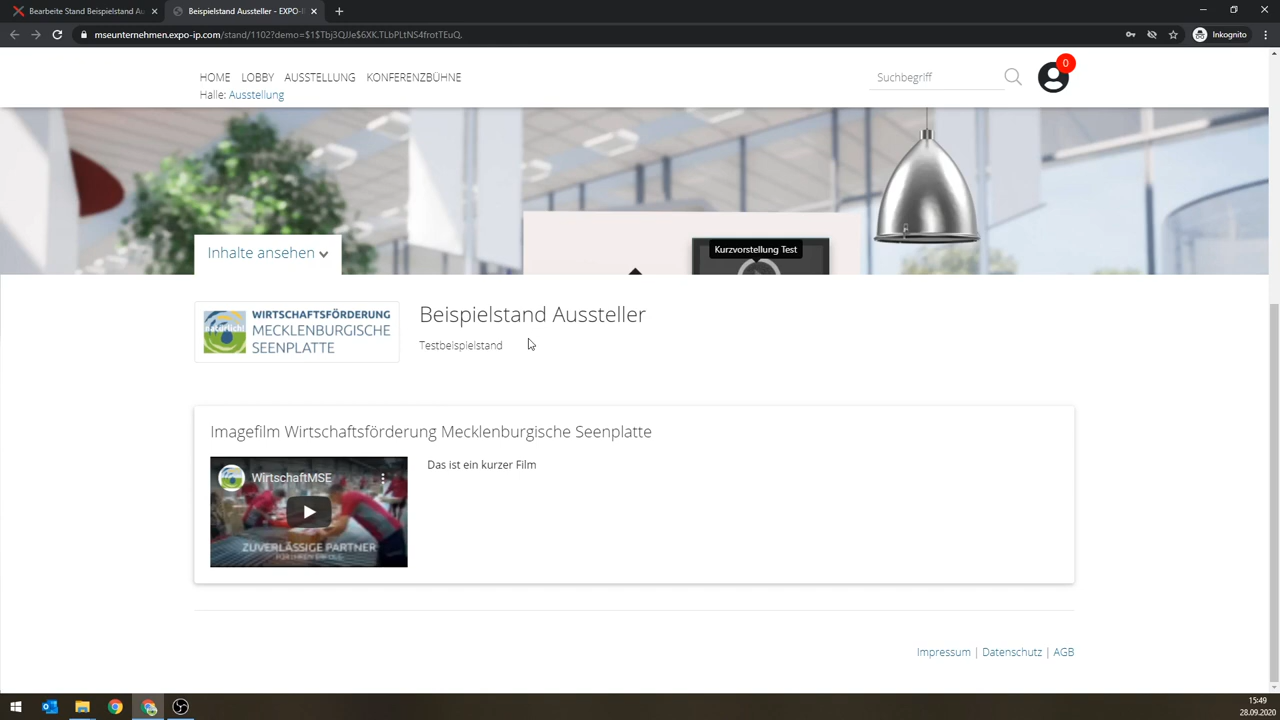 Bearbeite Stand Beispielstand Au
Beispielstand Aussteller - EXPO-I
mseunternehmen.expo-ip.com/stand/1102?demo=$1$Tbj3QJJe$6XK.TLbPLtNS4frotTEuQ.
Inkognito
HOME LOBBY AUSSTELLUNG KONFERENZBÜHNE
Halle: Ausstellung
Suchbegriff
0
Kurzvorstellung Test
Inhalte ansehen
natürlich!
WIRTSCHAFTSFÖRDERUNG
MECKLENBURGISCHE
SEENPLATTE
Beispielstand Aussteller
Testbeispielstand
Imagefilm Wirtschaftsförderung Mecklenburgische Seenplatte
WirtschaftMSE
ZUVERLÄSSIGE PARTNER
Das ist ein kurzer Film
Impressum | Datenschutz | AGB
15:49
28.09.2020